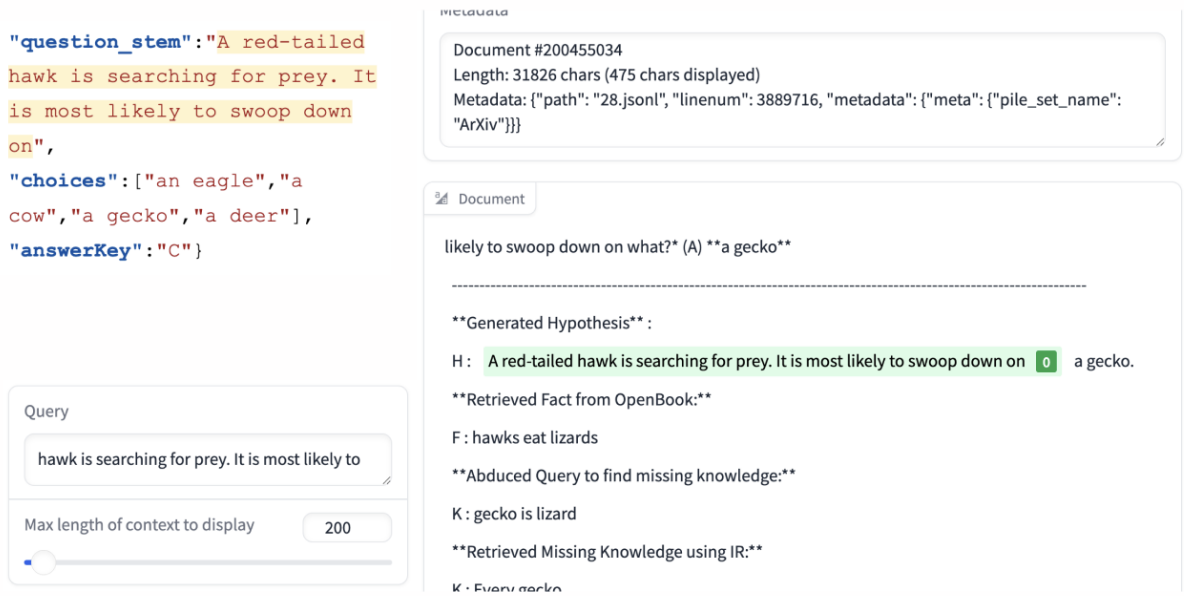 "question_stem":"A red-tailed
hawk is searching for prey. It
is most likely to swoop down
on",
"choices":["an eagle","a
cow","a gecko","a deer"],
"answerKey":"C"}
Query
hawk is searching for prey. It is most likely to
Max length of context to display
200
Metadata
Document #200455034
Length: 31826 chars (475 chars displayed)
Metadata: {"path": "28.jsonl", "linenum": 3889716, "metadata": {"meta": {"pile_set_name":
"ArXiv"}}}
Document
likely to swoop down on what?* (A) **a gecko**
--------------------------------------------------------------------------------------------------------------------
**Generated Hypothesis** :
H : A red-tailed hawk is searching for prey. It is most likely to swoop down on 0 a gecko.
**Retrieved Fact from OpenBook:**
F : hawks eat lizards
**Abduced Query to find missing knowledge:**
K : gecko is lizard
**Retrieved Missing Knowledge using IR:**
K : Every gecko